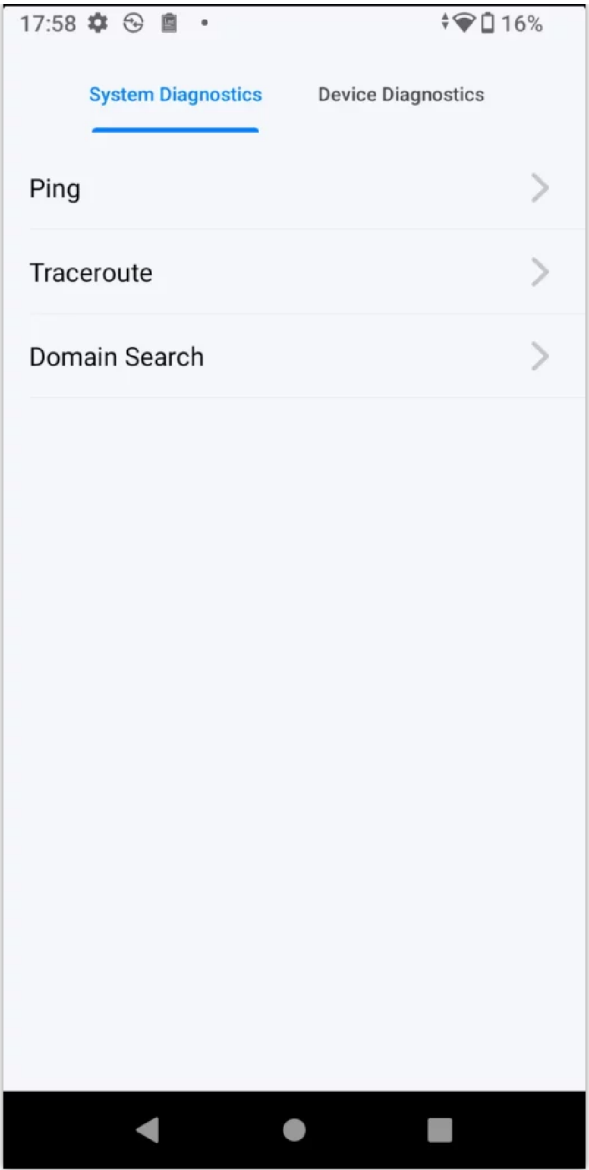 17:58 16%
System Diagnostics Device Diagnostics
Ping
Traceroute
Domain Search